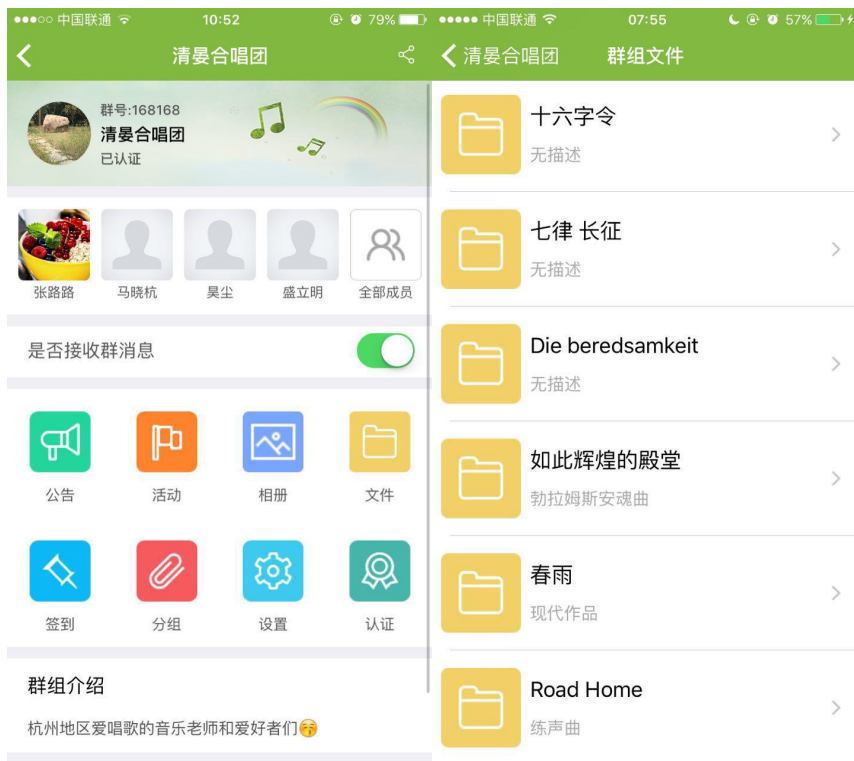 中国联通 10:52 79%
清晏合唱团
群号:168168
清晏合唱团
已认证
张路路 马晓杭 昊尘 盛立明 全部成员
是否接收群消息
公告 活动 相册 文件
签到 分组 设置 认证
群组介绍
杭州地区爱唱歌的音乐老师和爱好者们😚
中国联通 07:55 57%
清晏合唱团 群组文件
十六字令
无描述
七律 长征
无描述
Die beredsamkeit
无描述
如此辉煌的殿堂
勃拉姆斯安魂曲
春雨
现代作品
Road Home
练声曲